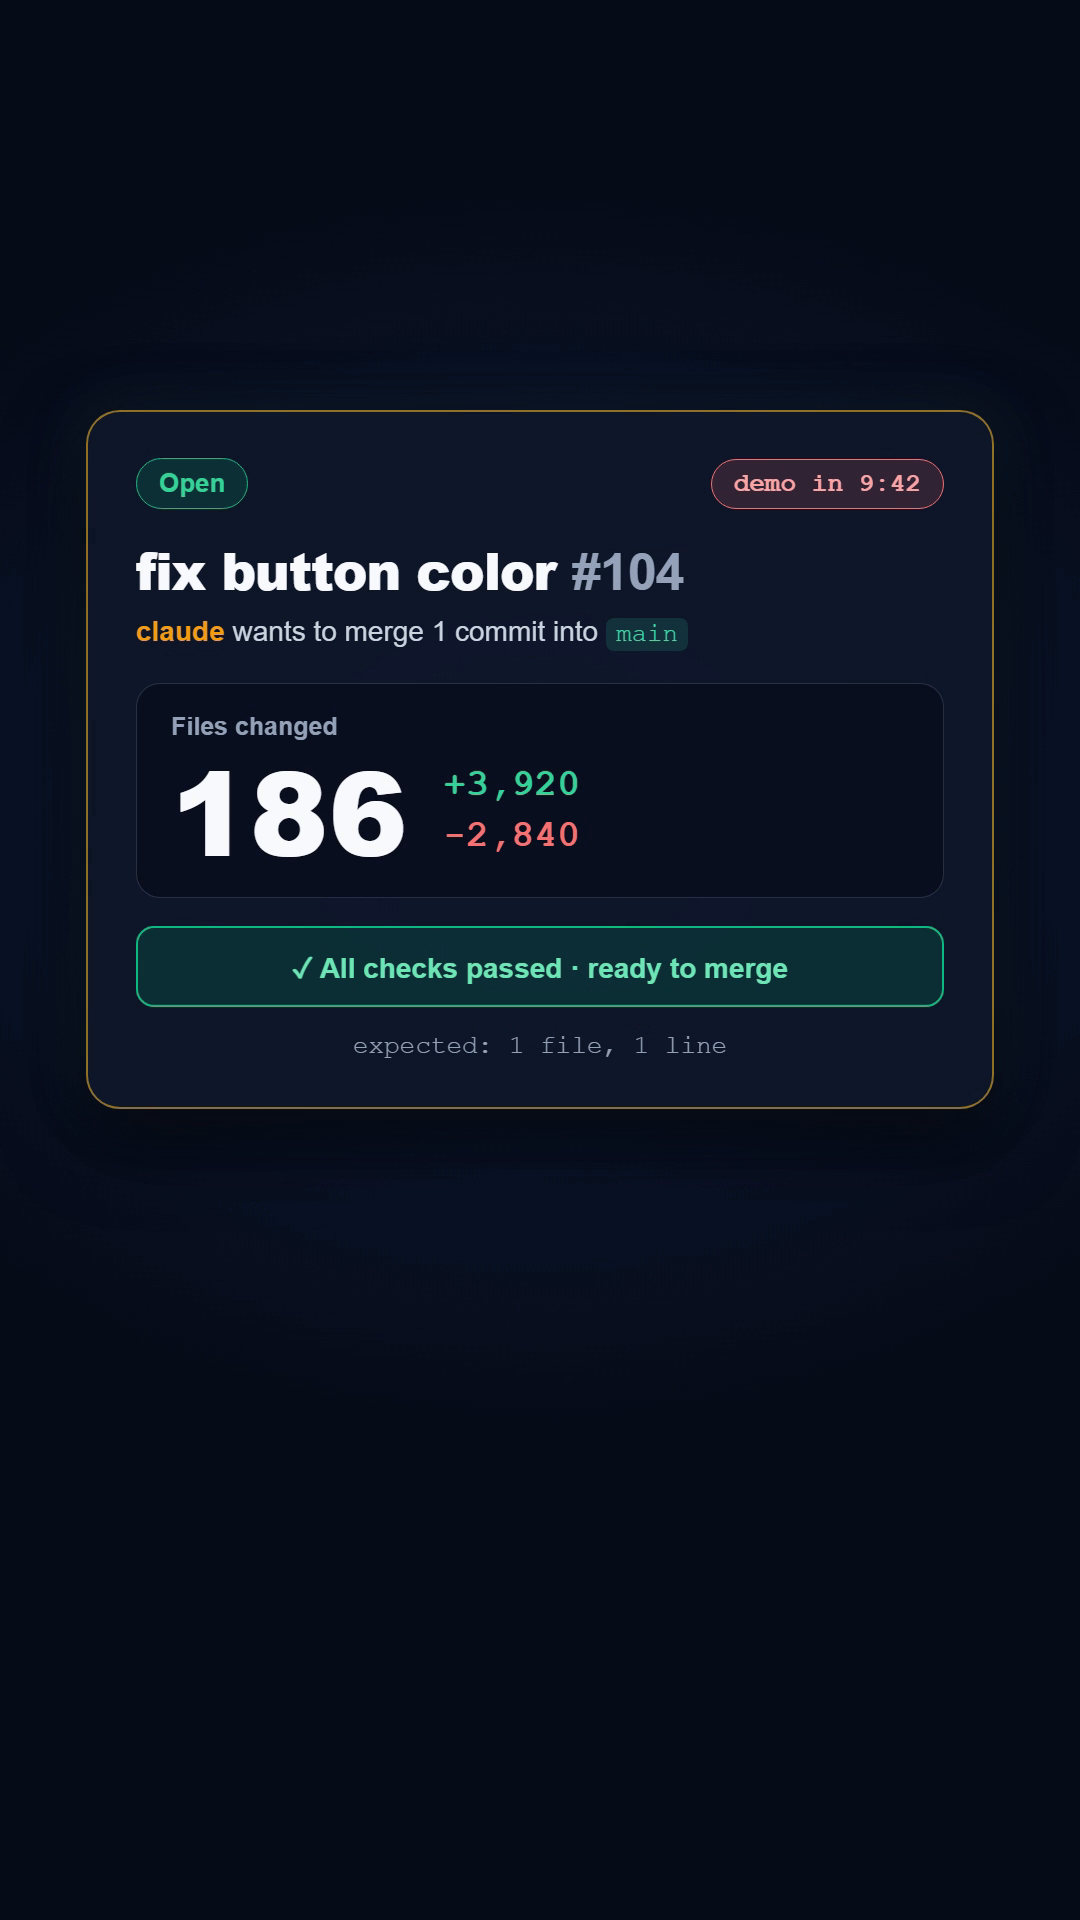 Open
demo in 9:42
fix button color #104
claude wants to merge 1 commit into main
Files changed
186
+3,920
−2,840
✓ All checks passed · ready to merge
expected: 1 file, 1 line